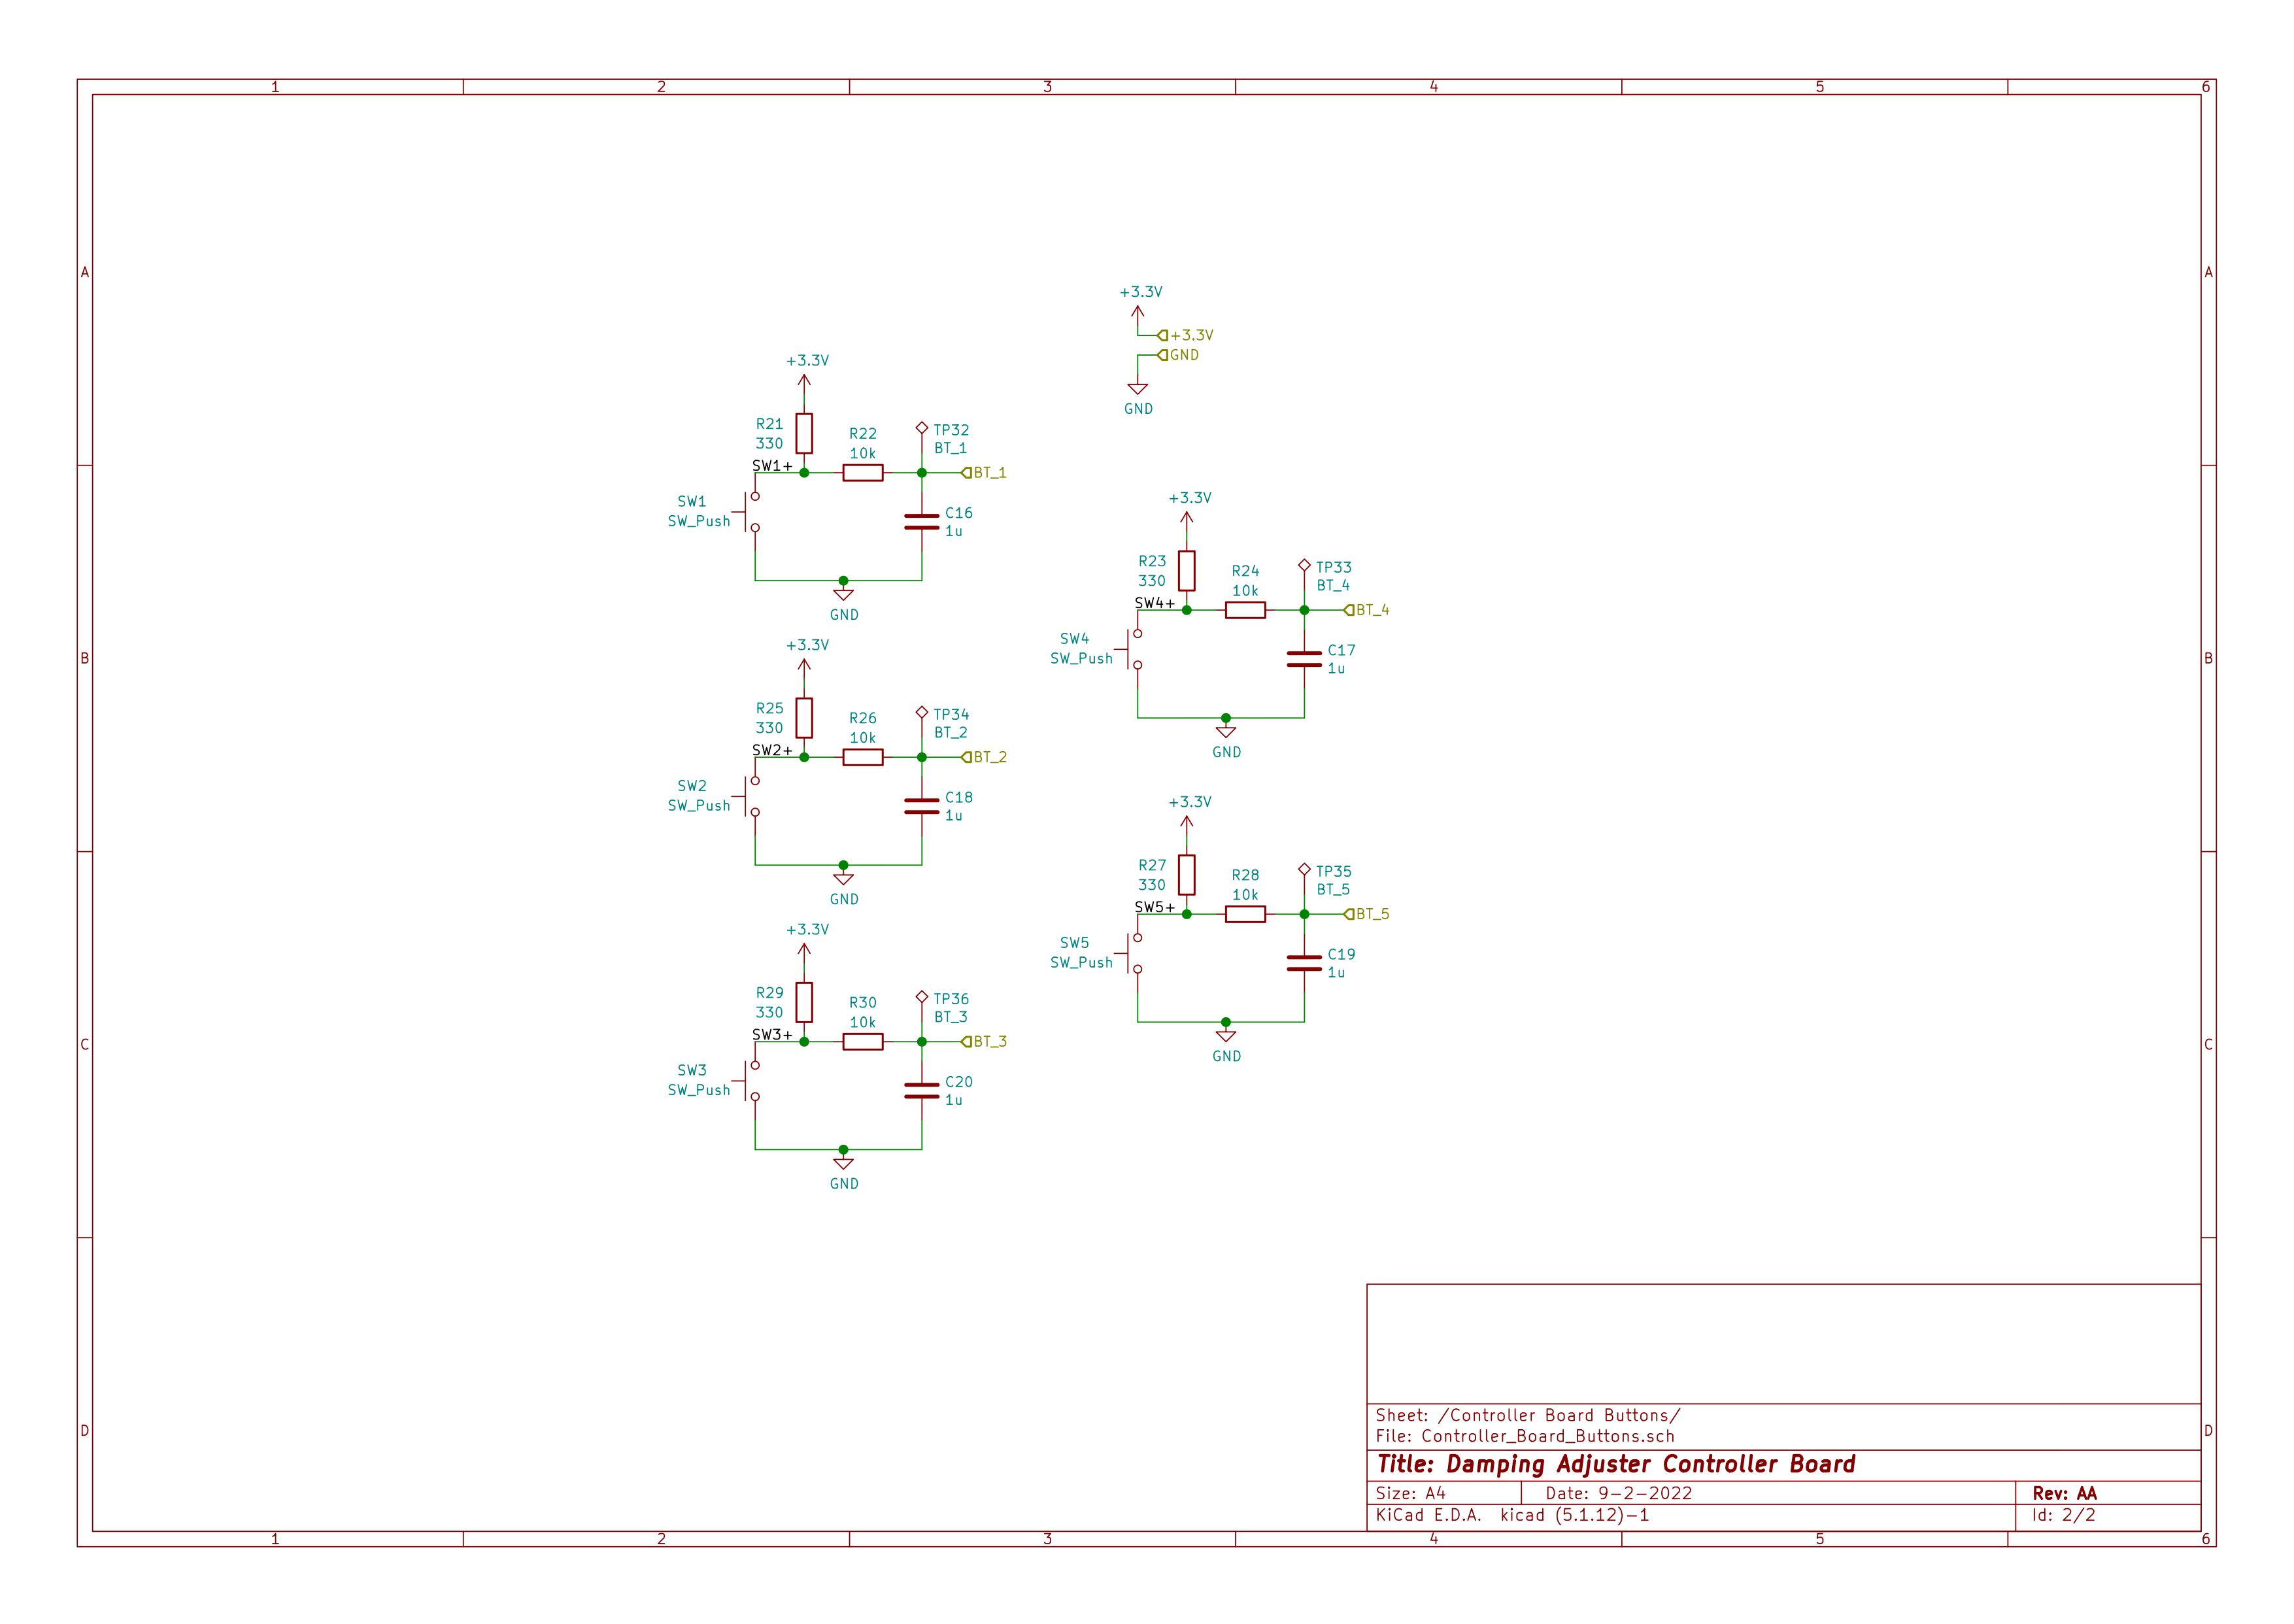 1 2 3 4 5 6
A A
+3.3V
+3.3V
GND
GND
+3.3V
R21
330
R22
10k
TP32
BT_1
SW1+
BT_1
SW1
SW_Push
C16
1u
GND
+3.3V
R23
330
R24
10k
TP33
BT_4
SW4+
BT_4
SW4
SW_Push
C17
1u
GND
B B
+3.3V
R25
330
R26
10k
TP34
BT_2
SW2+
BT_2
SW2
SW_Push
C18
1u
GND
+3.3V
R27
330
R28
10k
TP35
BT_5
SW5+
BT_5
SW5
SW_Push
C19
1u
GND
+3.3V
R29
330
R30
10k
TP36
BT_3
SW3+
BT_3
SW3
SW_Push
C20
1u
GND
C C
D D
Sheet: /Controller Board Buttons/
File: Controller_Board_Buttons.sch
Title: Damping Adjuster Controller Board
Size: A4 Date: 9-2-2022 Rev: AA
KiCad E.D.A. kicad (5.1.12)-1 Id: 2/2
1 2 3 4 5 6